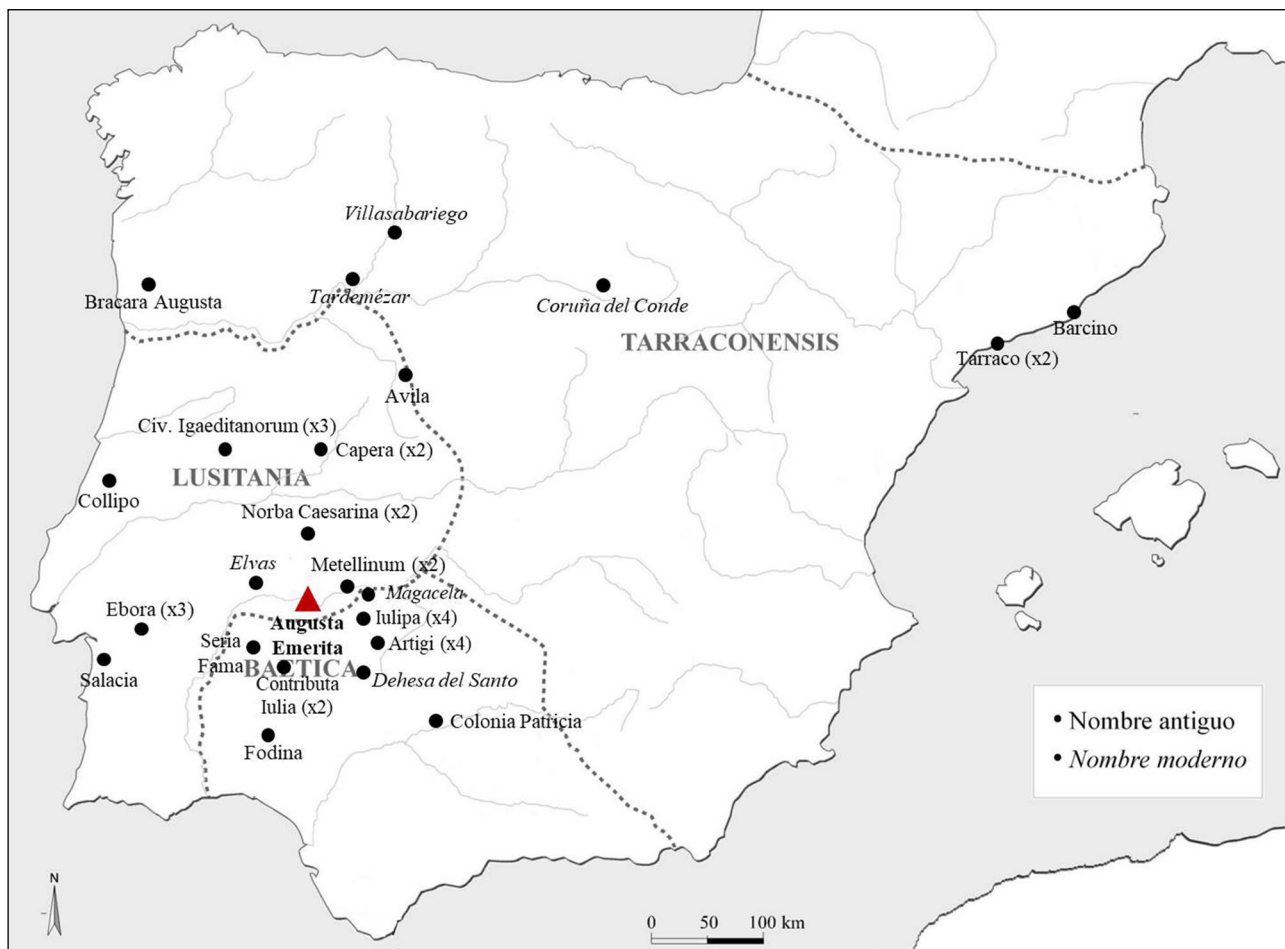 Villasabariego
Bracara Augusta
Tardemézar
Coruña del Conde
TARRACONENSIS
Barcino
Tarraco (x2)
Avila
Civ. Igaeditanorum (x3)
Capera (x2)
LUSITANIA
Collipo
Norba Caesarina (x2)
Elvas
Metellinum (x2)
Magacela
Ebora (x3)
Augusta
Emerita
Iulipa (x4)
Seria
Fama
Artigi (x4)
BAETICA
Salacia
Dehesa del Santo
Contributa
Iulia (x2)
Colonia Patricia
Fodina
Nombre antiguo
Nombre moderno
N
0 50 100 km